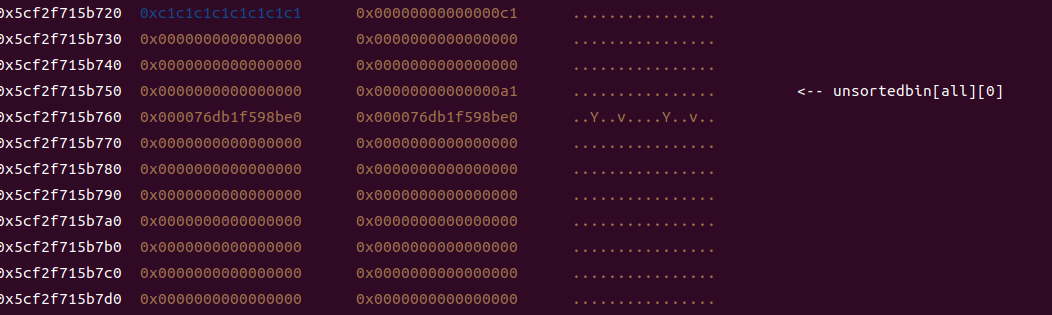 0x5cf2f715b720 0xc1c1c1c1c1c1c1c1 0x00000000000000c1 ................
0x5cf2f715b730 0x0000000000000000 0x0000000000000000 ................
0x5cf2f715b740 0x0000000000000000 0x0000000000000000 ................
0x5cf2f715b750 0x0000000000000000 0x00000000000000a1 ................ <-- unsortedbin[all][0]
0x5cf2f715b760 0x000076db1f598be0 0x000076db1f598be0 ..Y..v....Y..v..
0x5cf2f715b770 0x0000000000000000 0x0000000000000000 ................
0x5cf2f715b780 0x0000000000000000 0x0000000000000000 ................
0x5cf2f715b790 0x0000000000000000 0x0000000000000000 ................
0x5cf2f715b7a0 0x0000000000000000 0x0000000000000000 ................
0x5cf2f715b7b0 0x0000000000000000 0x0000000000000000 ................
0x5cf2f715b7c0 0x0000000000000000 0x0000000000000000 ................
0x5cf2f715b7d0 0x0000000000000000 0x0000000000000000 ................